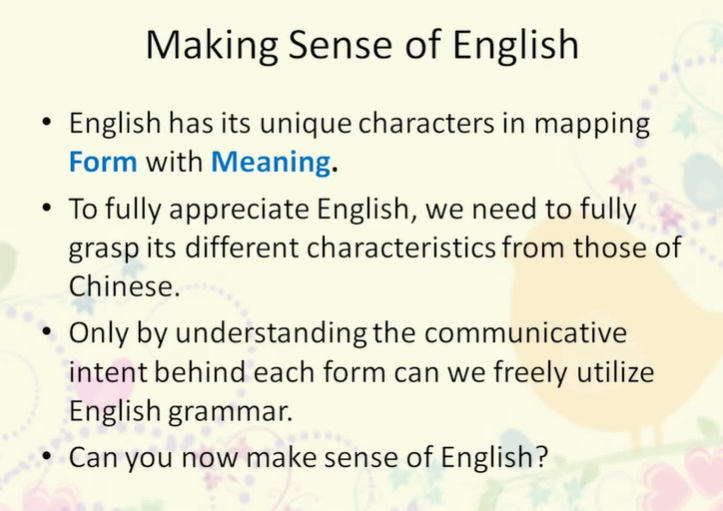 Making Sense of English
• English has its unique characters in mapping
Form with Meaning.
• To fully appreciate English, we need to fully
grasp its different characteristics from those of
Chinese.
• Only by understanding the communicative
intent behind each form can we freely utilize
English grammar.
• Can you now make sense of English?